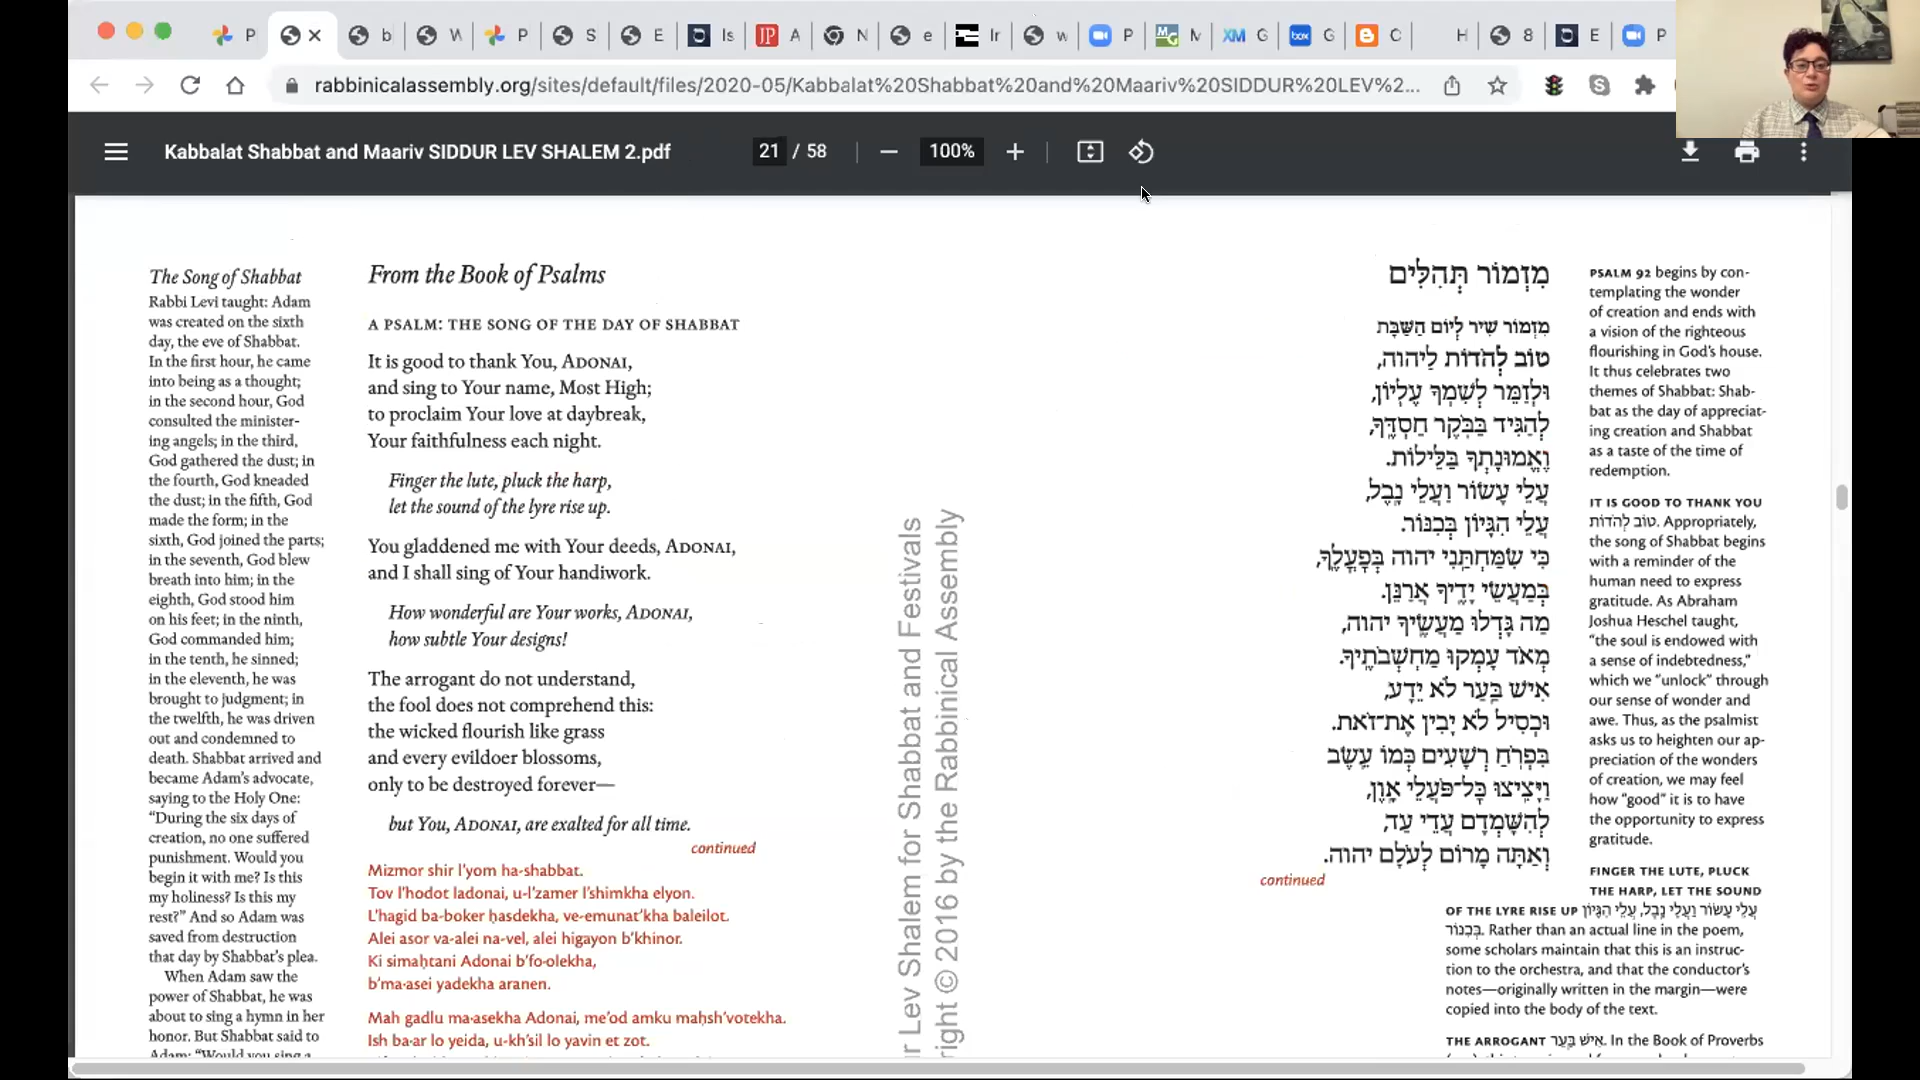 P
b
W
P
S
E
Is
A
N
e
Ir
w
P
M
G
G
C
H
8
E
P
rabbinicalassembly.org/sites/default/files/2020-05/Kabbalat%20Shabbat%20and%20Maariv%20SIDDUR%20LEV%2...
Kabbalat Shabbat and Maariv SIDDUR LEV SHALEM 2.pdf
21 / 58
100%
The Song of Shabbat
Rabbi Levi taught: Adam
was created on the sixth
day, the eve of Shabbat.
In the first hour, he came
into being as a thought;
in the second hour, God
consulted the minister-
ing angels; in the third,
God gathered the dust; in
the fourth, God kneaded
the dust; in the fifth, God
made the form; in the
sixth, God joined the parts;
in the seventh, God blew
breath into him; in the
eighth, God stood him
on his feet; in the ninth,
God commanded him;
in the tenth, he sinned;
in the eleventh, he was
brought to judgment; in
the twelfth, he was driven
out and condemned to
death. Shabbat arrived and
became Adam's advocate,
saying to the Holy One:
“During the six days of
creation, no one suffered
punishment. Would you
begin it with me? Is this
my holiness? Is this my
rest?” And so Adam was
saved from destruction
that day by Shabbat's plea.
When Adam saw the
power of Shabbat, he was
about to sing a hymn in her
honor. But Shabbat said to
Adam: “Would you sing a
From the Book of Psalms
A PSALM: THE SONG OF THE DAY OF SHABBAT
It is good to thank You, ADONAI,
and sing to Your name, Most High;
to proclaim Your love at daybreak,
Your faithfulness each night.
Finger the lute, pluck the harp,
let the sound of the lyre rise up.
You gladdened me with Your deeds, ADONAI,
and I shall sing of Your handiwork.
How wonderful are Your works, ADONAI,
how subtle Your designs!
The arrogant do not understand,
the fool does not comprehend this:
the wicked flourish like grass
and every evildoer blossoms,
only to be destroyed forever—
but You, ADONAI, are exalted for all time.
continued
Mizmor shir l'yom ha-shabbat.
Tov l'hodot ladonai, u-l'zamer l'shimkha elyon.
L'hagid ba-boker ḥasdekha, ve-emunat'kha baleilot.
Alei asor va-alei na-vel, alei higayon b'khinor.
Ki simaḥtani Adonai b'fo·olekha,
b'ma·asei yadekha aranen.
Mah gadlu ma·asekha Adonai, me'od amku maḥsh'votekha.
Ish ba·ar lo yeida, u-kh'sil lo yavin et zot.
r Lev Shalem for Shabbat and Festivals
right © 2016 by the Rabbinical Assembly
מִזְמוֹר תְּהִלִּים
מִזְמוֹר שִׁיר לְיוֹם הַשַּׁבָּת
טוֹב לְהֹדוֹת לַיהוה,
וּלְזַמֵּר לְשִׁמְךָ עֶלְיוֹן,
לְהַגִּיד בַּבֹּֽקֶר חַסְדֶּֽךָ,
וֶאֱמוּנָתְךָ בַּלֵּילוֹת.
עֲלֵי עָשׂוֹר וַעֲלֵי נָֽבֶל,
עֲלֵי הִגָּיוֹן בְּכִנּוֹר.
כִּי שִׂמַּחְתַּֽנִי יהוה בְּפָעֳלֶֽךָ,
בְּמַעֲשֵׂי יָדֶֽיךָ אֲרַנֵּן.
מַה גָּדְלוּ מַעֲשֶֽׂיךָ יהוה,
מְאֹד עָמְקוּ מַחְשְׁבֹתֶֽיךָ.
אִישׁ בַּֽעַר לֹא יֵדָע,
וּכְסִיל לֹא יָבִין אֶת־זֹאת.
בִּפְרֹֽחַ רְשָׁעִים כְּמוֹ עֵֽשֶׂב
וַיָּצִֽיצוּ כׇּל־פֹּעֲלֵי אָֽוֶן,
לְהִשָּׁמְדָם עֲדֵי עַד,
וְאַתָּה מָרוֹם לְעֹלָם יהוה.
continued
PSALM 92 begins by con-
templating the wonder
of creation and ends with
a vision of the righteous
flourishing in God's house.
It thus celebrates two
themes of Shabbat: Shab-
bat as the day of appreciat-
ing creation and Shabbat
as a taste of the time of
redemption.
IT IS GOOD TO THANK YOU
טוֹב לְהֹדוֹת. Appropriately,
the song of Shabbat begins
with a reminder of the
human need to express
gratitude. As Abraham
Joshua Heschel taught,
“the soul is endowed with
a sense of indebtedness,”
which we “unlock” through
our sense of wonder and
awe. Thus, as the psalmist
asks us to heighten our ap-
preciation of the wonders
of creation, we may feel
how “good” it is to have
the opportunity to express
gratitude.
FINGER THE LUTE, PLUCK
THE HARP, LET THE SOUND
OF THE LYRE RISE UP עֲלֵי עָשׂוֹר וַעֲלֵי נָֽבֶל, עֲלֵי הִגָּיוֹן
בְּכִנּוֹר. Rather than an actual line in the poem,
some scholars maintain that this is an instruc-
tion to the orchestra, and that the conductor's
notes—originally written in the margin—were
copied into the body of the text.
THE ARROGANT אִישׁ בַּֽעַר. In the Book of Proverbs